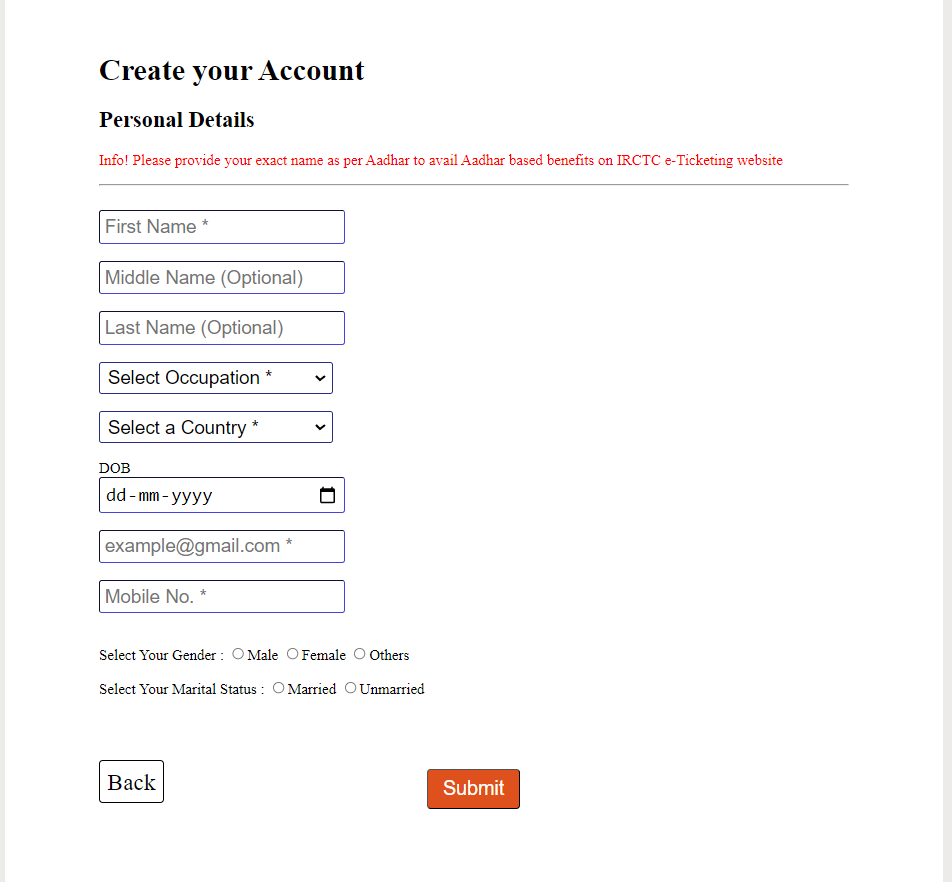 Create your Account
Personal Details
Info! Please provide your exact name as per Aadhar to avail Aadhar based benefits on IRCTC e-Ticketing website
First Name *
Middle Name (Optional)
Last Name (Optional)
Select Occupation *
Select a Country *
DOB
dd-mm-yyyy
example@gmail.com *
Mobile No. *
Select Your Gender : Male Female Others
Select Your Marital Status : Married Unmarried
Back Submit